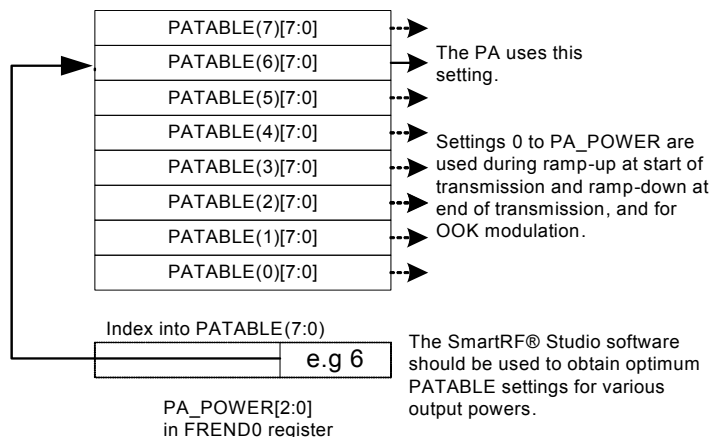 PATABLE(7)[7:0]
PATABLE(6)[7:0]
PATABLE(5)[7:0]
PATABLE(4)[7:0]
PATABLE(3)[7:0]
PATABLE(2)[7:0]
PATABLE(1)[7:0]
PATABLE(0)[7:0]
The PA uses this
setting.
Settings 0 to PA_POWER are
used during ramp-up at start of
transmission and ramp-down at
end of transmission, and for
OOK modulation.
Index into PATABLE(7:0)
e.g 6
PA_POWER[2:0]
in FREND0 register
The SmartRF® Studio software
should be used to obtain optimum
PATABLE settings for various
output powers.